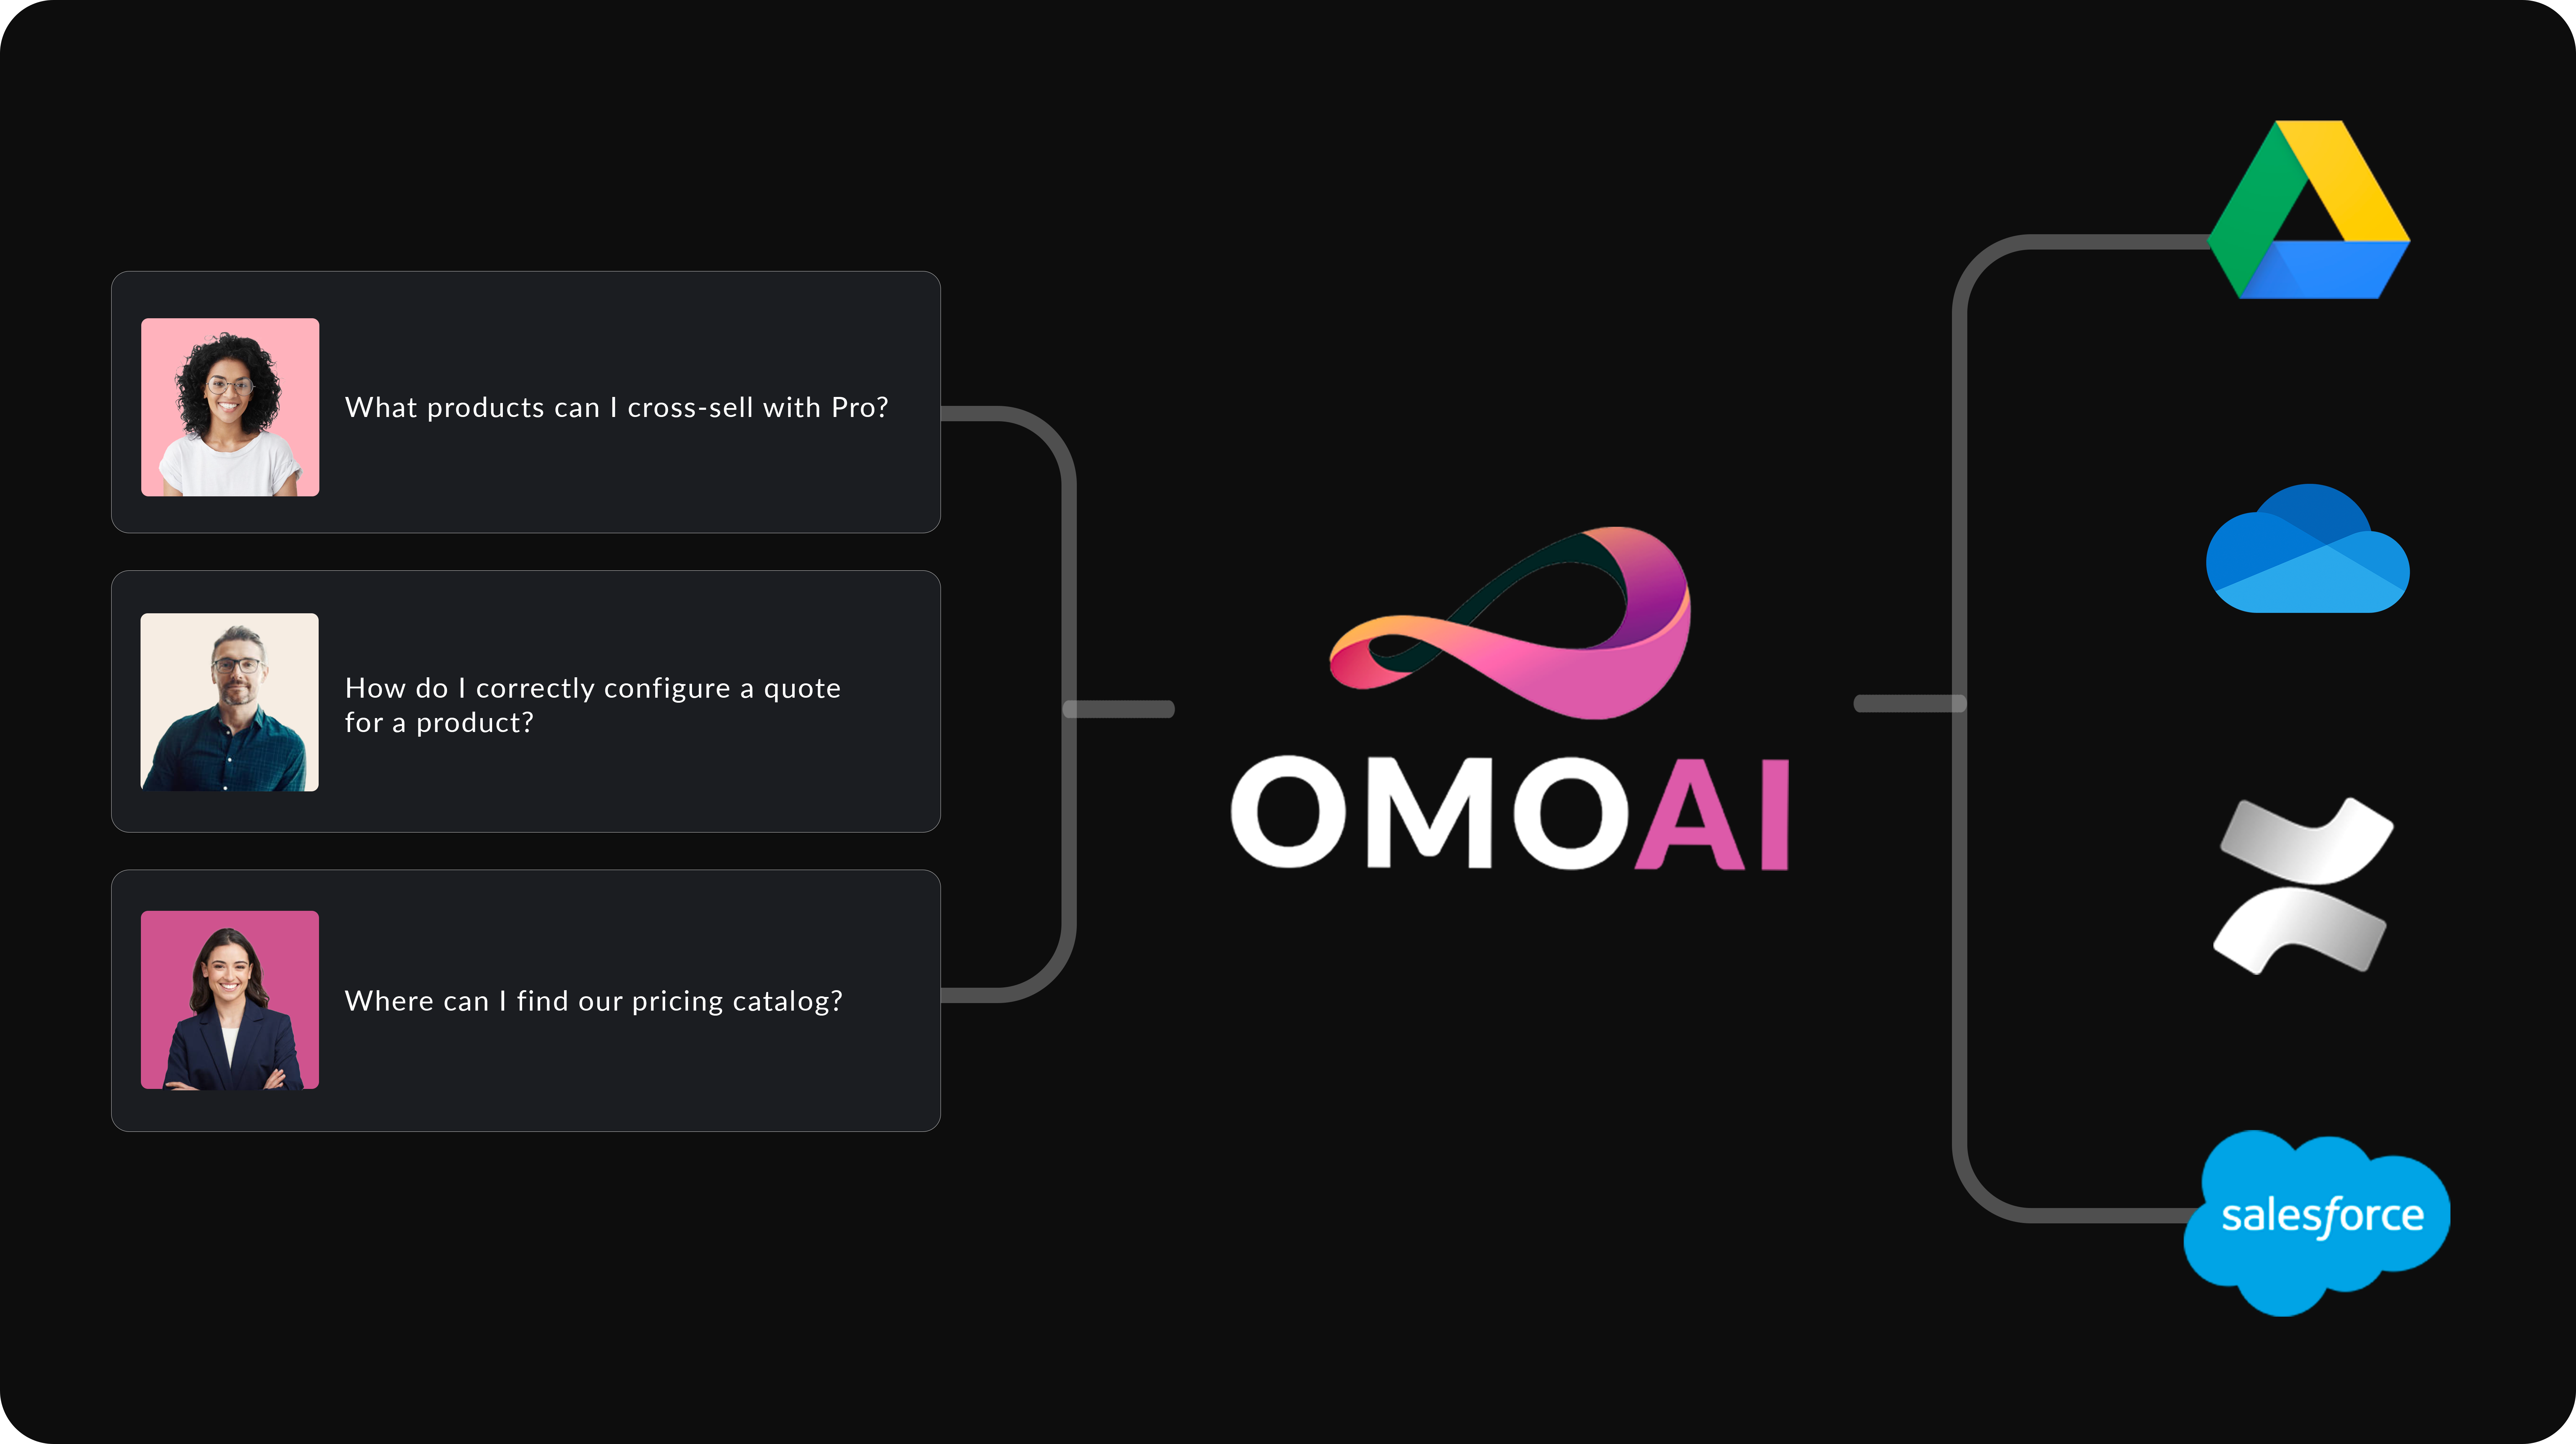 What products can I cross-sell with Pro?
How do I correctly configure a quote
for a product?
Where can I find our pricing catalog?
OMOAI
salesforce